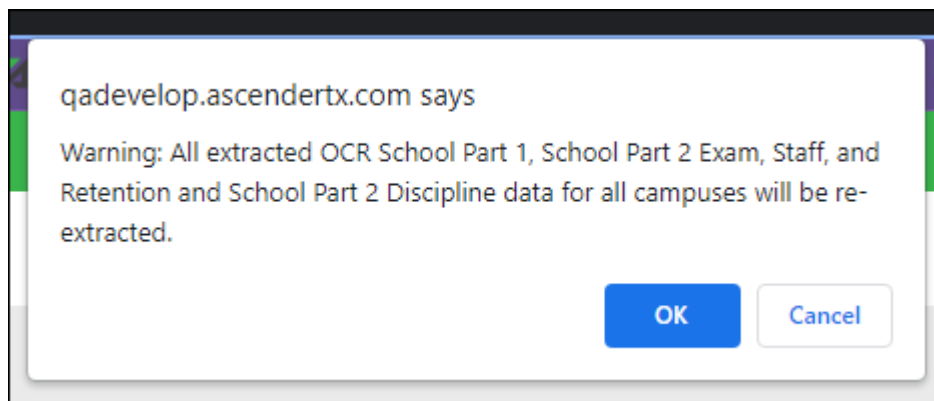 qadevelop.ascendertx.com says
Warning: All extracted OCR School Part 1, School Part 2 Exam, Staff, and
Retention and School Part 2 Discipline data for all campuses will be re-
extracted.
OK
Cancel